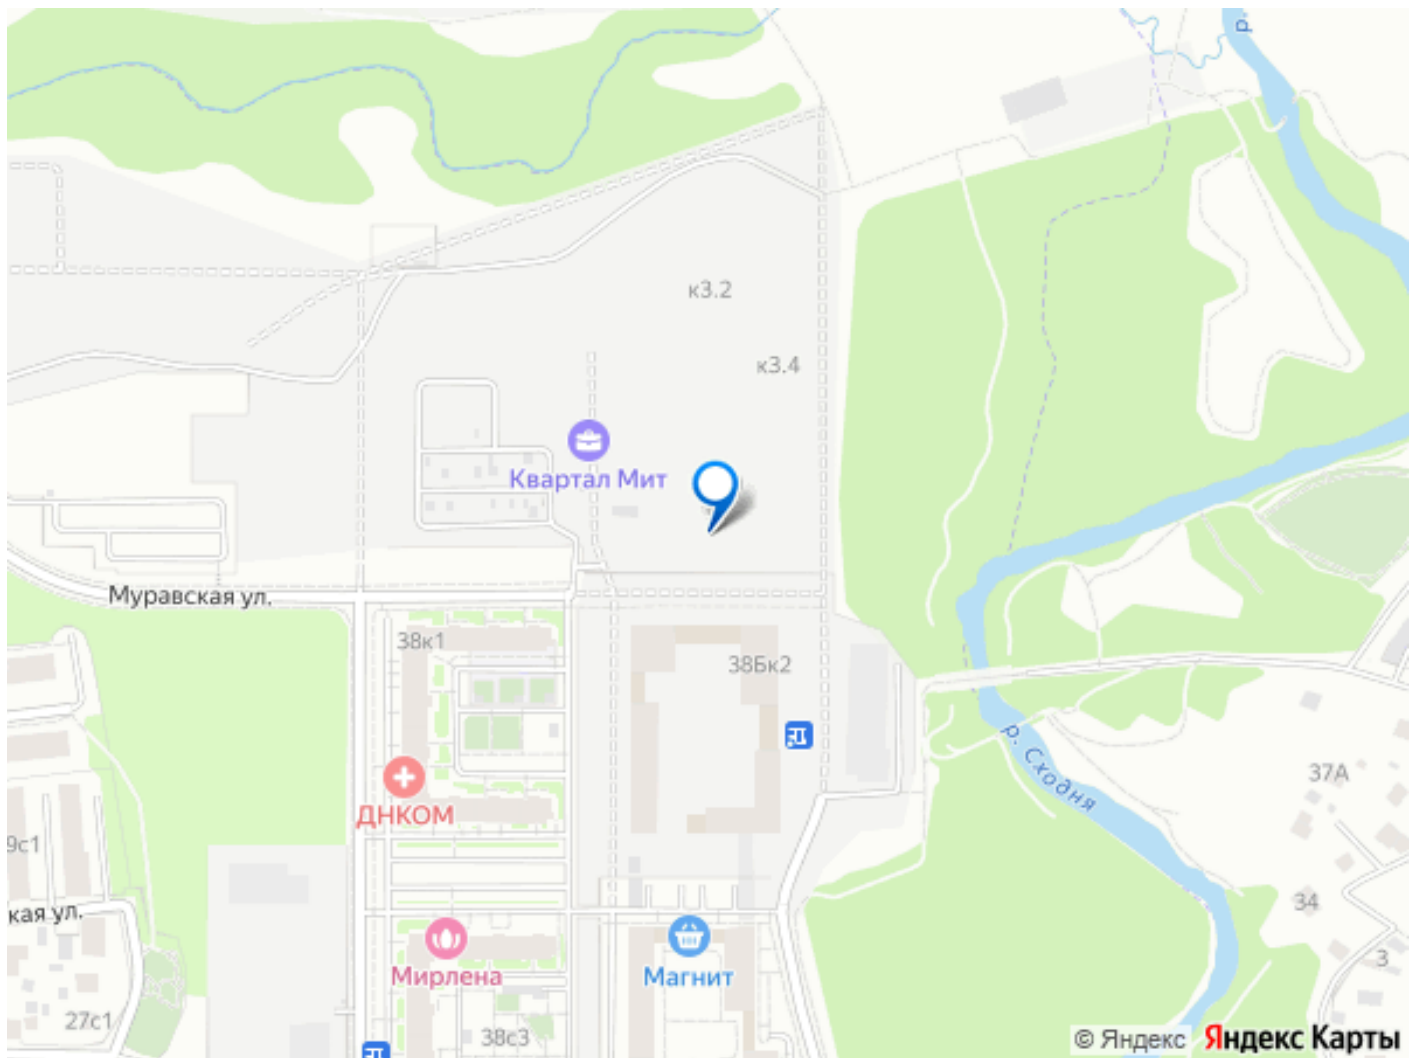 р.
к3.2
к3.4
Квартал Мит
Муравская ул.
38к1
38Бк2
р. Сходня
37А
ДНКОМ
9с1
34
кая ул.
Мирлена
Магнит
3
27с1
38с3
© Яндекс Яндекс Карты